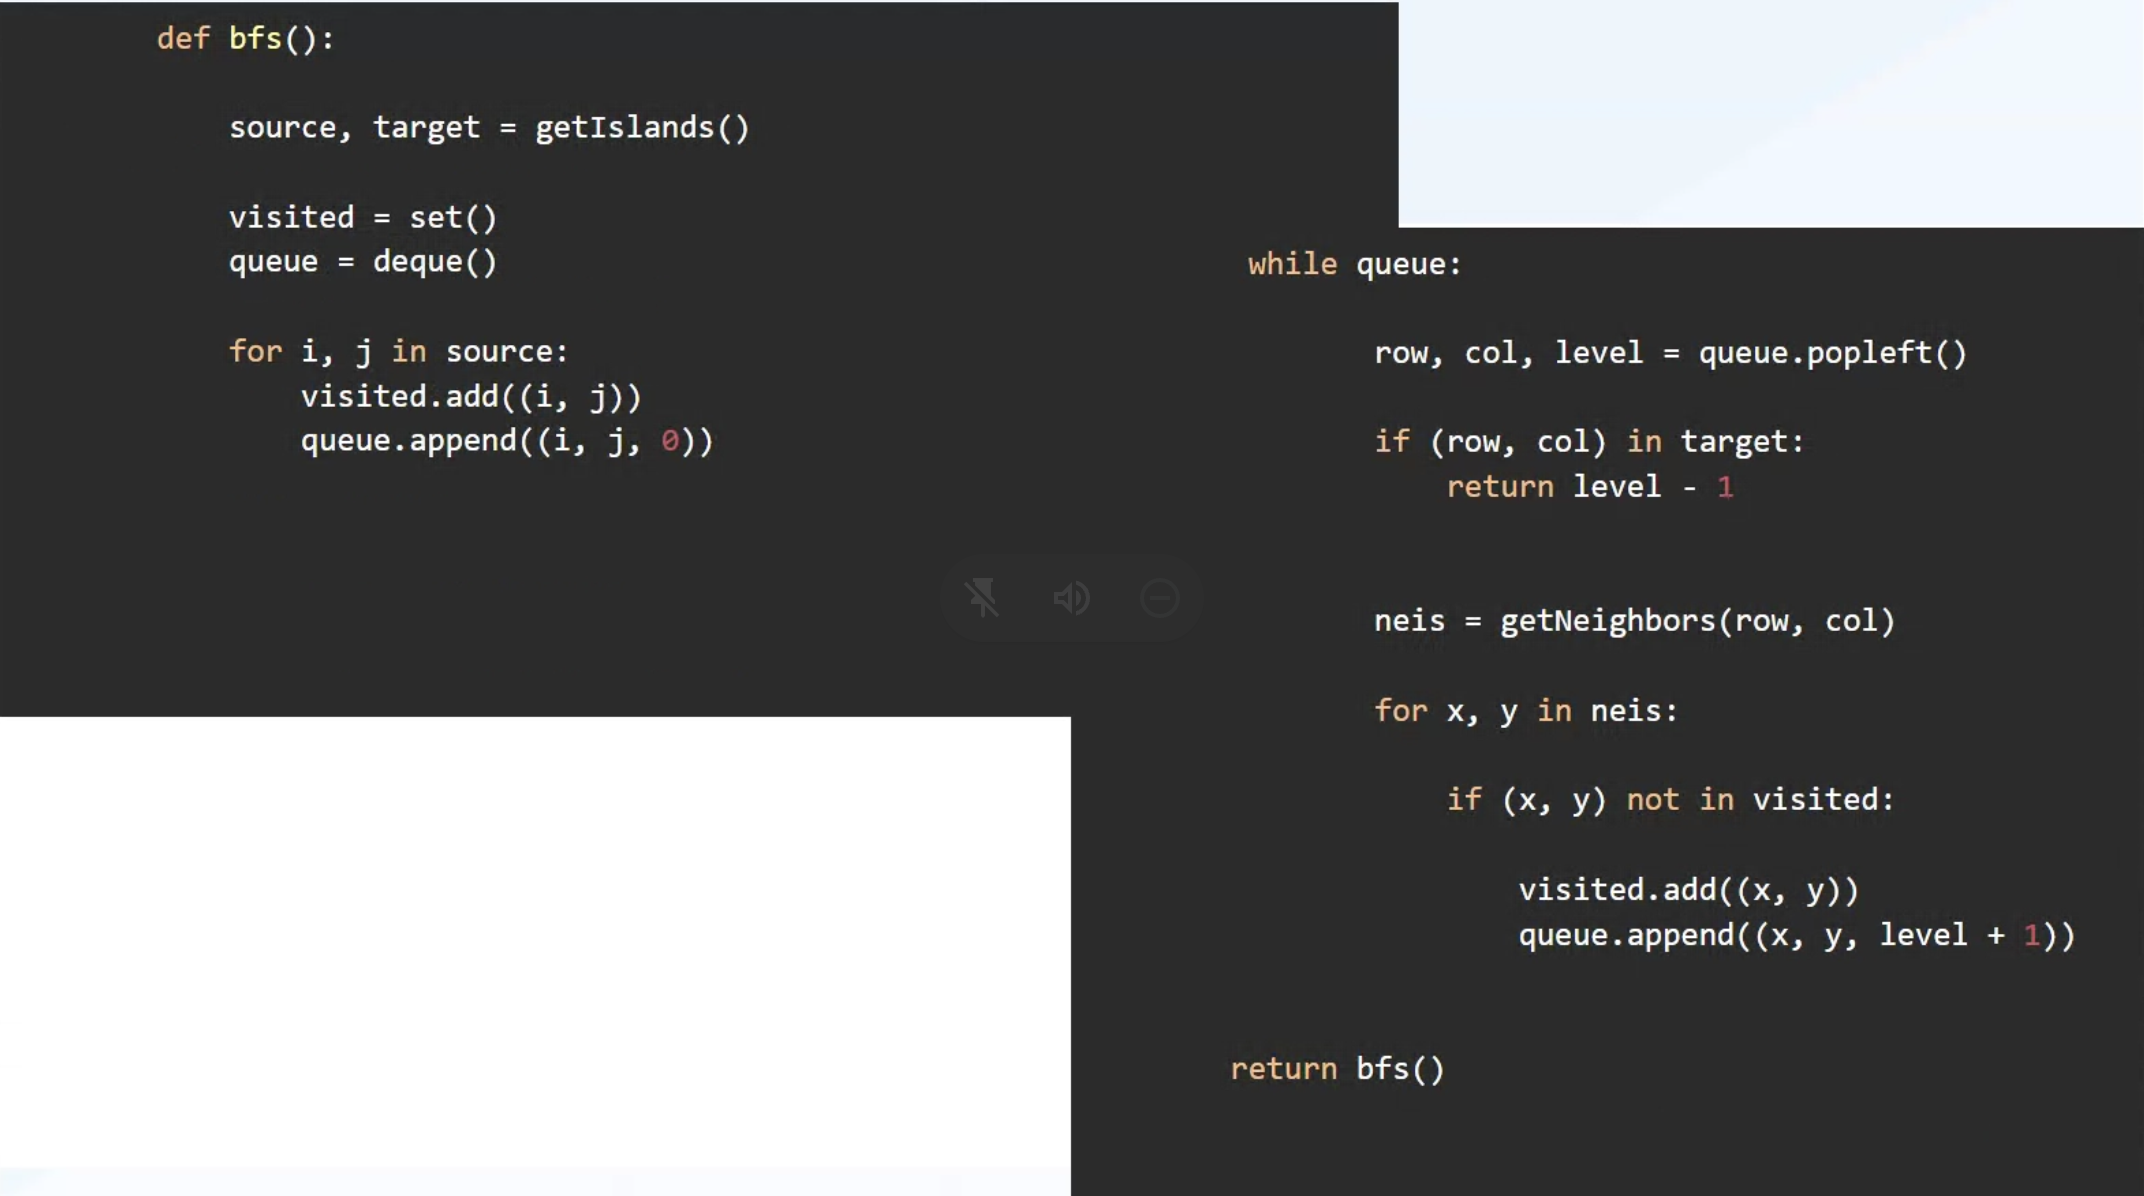 def bfs():
source, target = getIslands()
visited = set()
queue = deque()
for i, j in source:
visited.add((i, j))
queue.append((i, j, 0))
while queue:
row, col, level = queue.popleft()
if (row, col) in target:
return level - 1
neis = getNeighbors(row, col)
for x, y in neis:
if (x, y) not in visited:
visited.add((x, y))
queue.append((x, y, level + 1))
return bfs()